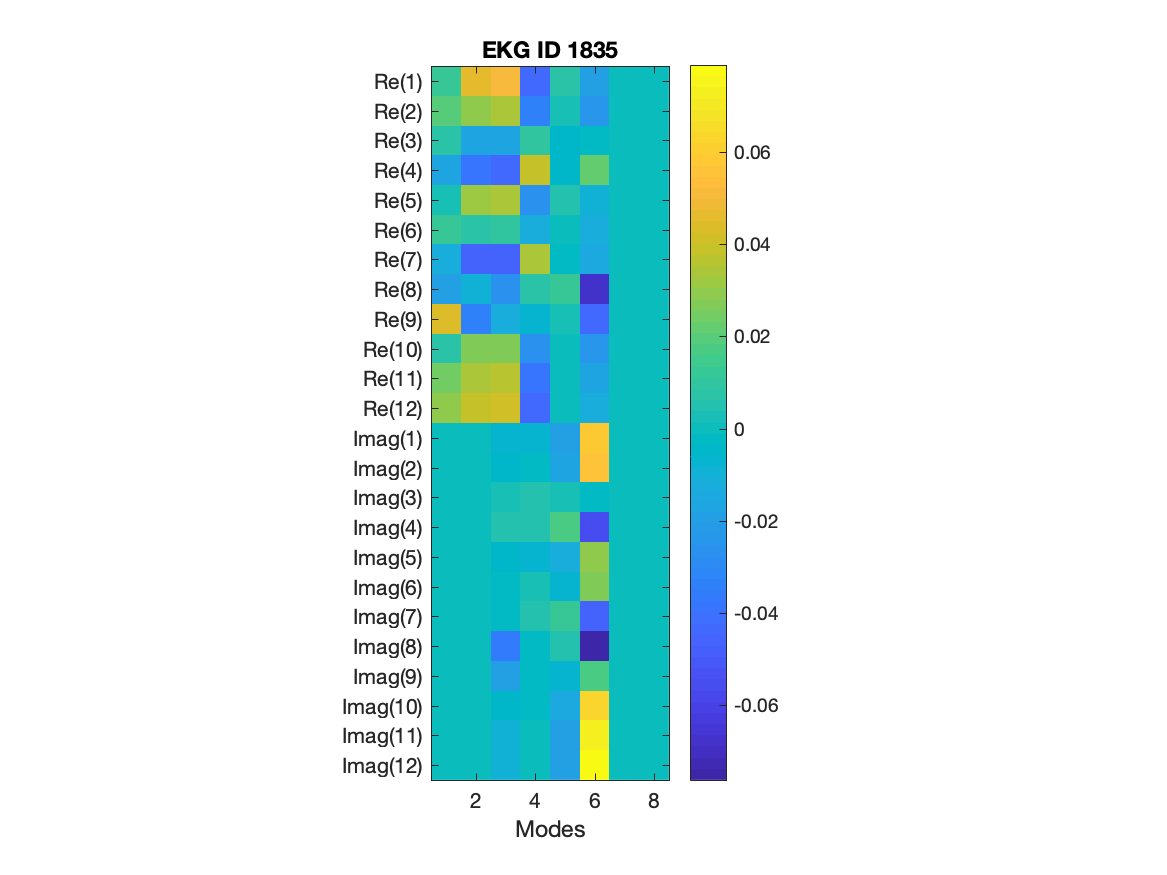 EKG ID 1835
Re(1)
Re(2)
Re(3)
Re(4)
Re(5)
Re(6)
Re(7)
Re(8)
Re(9)
Re(10)
Re(11)
Re(12)
Imag(1)
Imag(2)
Imag(3)
Imag(4)
Imag(5)
Imag(6)
Imag(7)
Imag(8)
Imag(9)
Imag(10)
Imag(11)
Imag(12)
2 4 6 8
Modes
0.06
0.04
0.02
0
-0.02
-0.04
-0.06